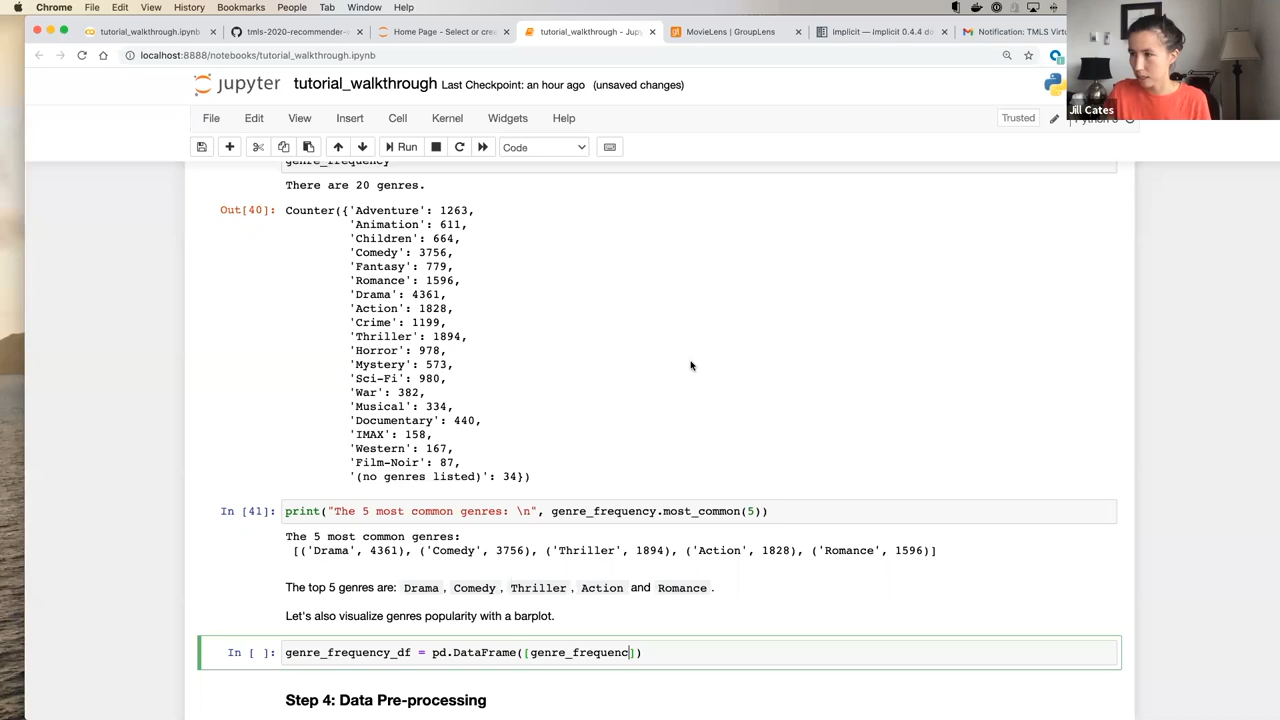 Chrome File Edit View History Bookmarks People Tab Window Help
tutorial_walkthrough.ipynb
tmls-2020-recommender-
Home Page - Select or cre
tutorial_walkthrough - Jup
MovieLens | GroupLens
Implicit — Implicit 0.4.4 do
Notification: TMLS Virtu
localhost:8888/notebooks/tutorial_walkthrough.ipynb
jupyter tutorial_walkthrough Last Checkpoint: an hour ago (unsaved changes)
Jill Cates
File Edit View Insert Cell Kernel Widgets Help Trusted
Run Code
genre_frequency
There are 20 genres.
Out[40]: Counter({'Adventure': 1263,
'Animation': 611,
'Children': 664,
'Comedy': 3756,
'Fantasy': 779,
'Romance': 1596,
'Drama': 4361,
'Action': 1828,
'Crime': 1199,
'Thriller': 1894,
'Horror': 978,
'Mystery': 573,
'Sci-Fi': 980,
'War': 382,
'Musical': 334,
'Documentary': 440,
'IMAX': 158,
'Western': 167,
'Film-Noir': 87,
'(no genres listed)': 34})
In [41]: print("The 5 most common genres: \n", genre_frequency.most_common(5))
The 5 most common genres:
[('Drama', 4361), ('Comedy', 3756), ('Thriller', 1894), ('Action', 1828), ('Romance', 1596)]
The top 5 genres are: Drama, Comedy, Thriller, Action and Romance.
Let's also visualize genres popularity with a barplot.
In [ ]: genre_frequency_df = pd.DataFrame([genre_frequenc])
Step 4: Data Pre-processing